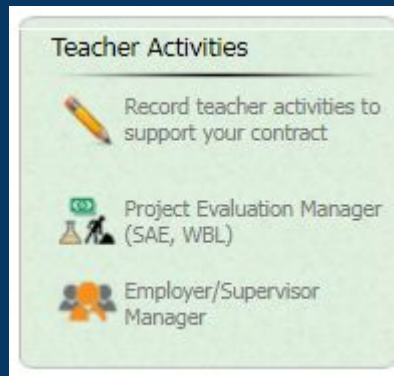 Teacher Activities
Record teacher activities to
support your contract
Project Evaluation Manager
(SAE, WBL)
Employer/Supervisor
Manager